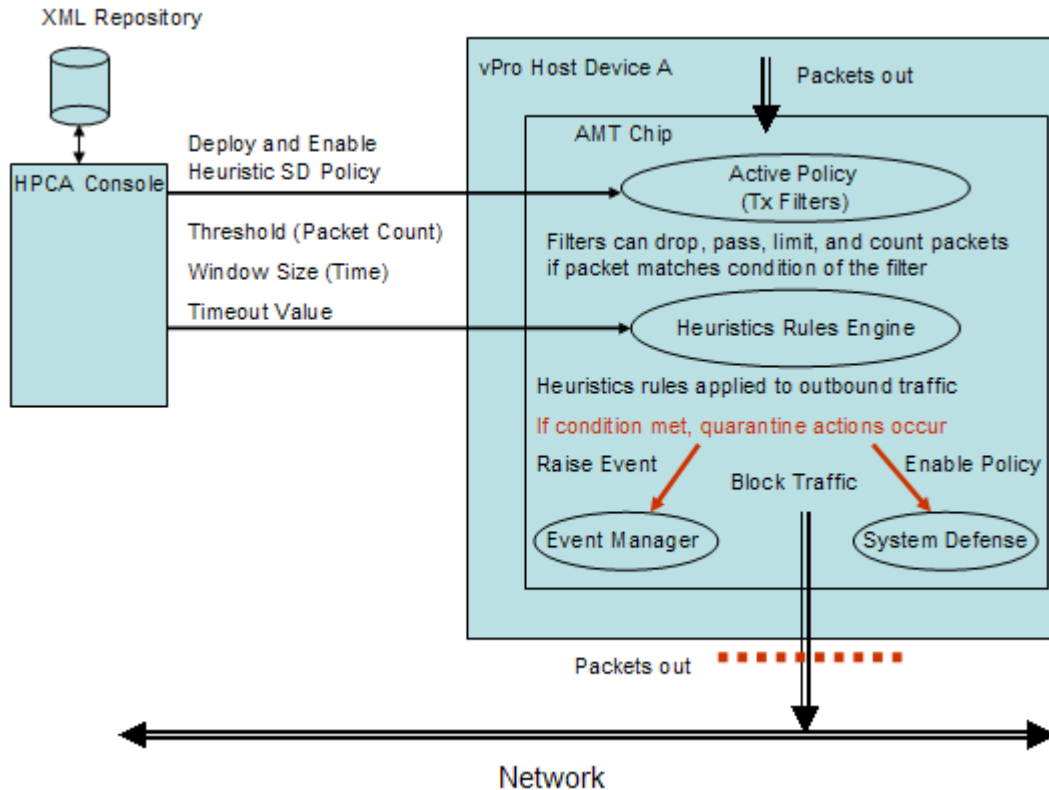 XML Repository
HPCA Console
Deploy and Enable
Heuristic SD Policy
Threshold (Packet Count)
Window Size (Time)
Timeout Value
vPro Host Device A
Packets out
AMT Chip
Active Policy
(Tx Filters)
Filters can drop, pass, limit, and count packets
if packet matches condition of the filter
Heuristics Rules Engine
Heuristics rules applied to outbound traffic
If condition met, quarantine actions occur
Raise Event
Enable Policy
Block Traffic
Event Manager
System Defense
Packets out
Network